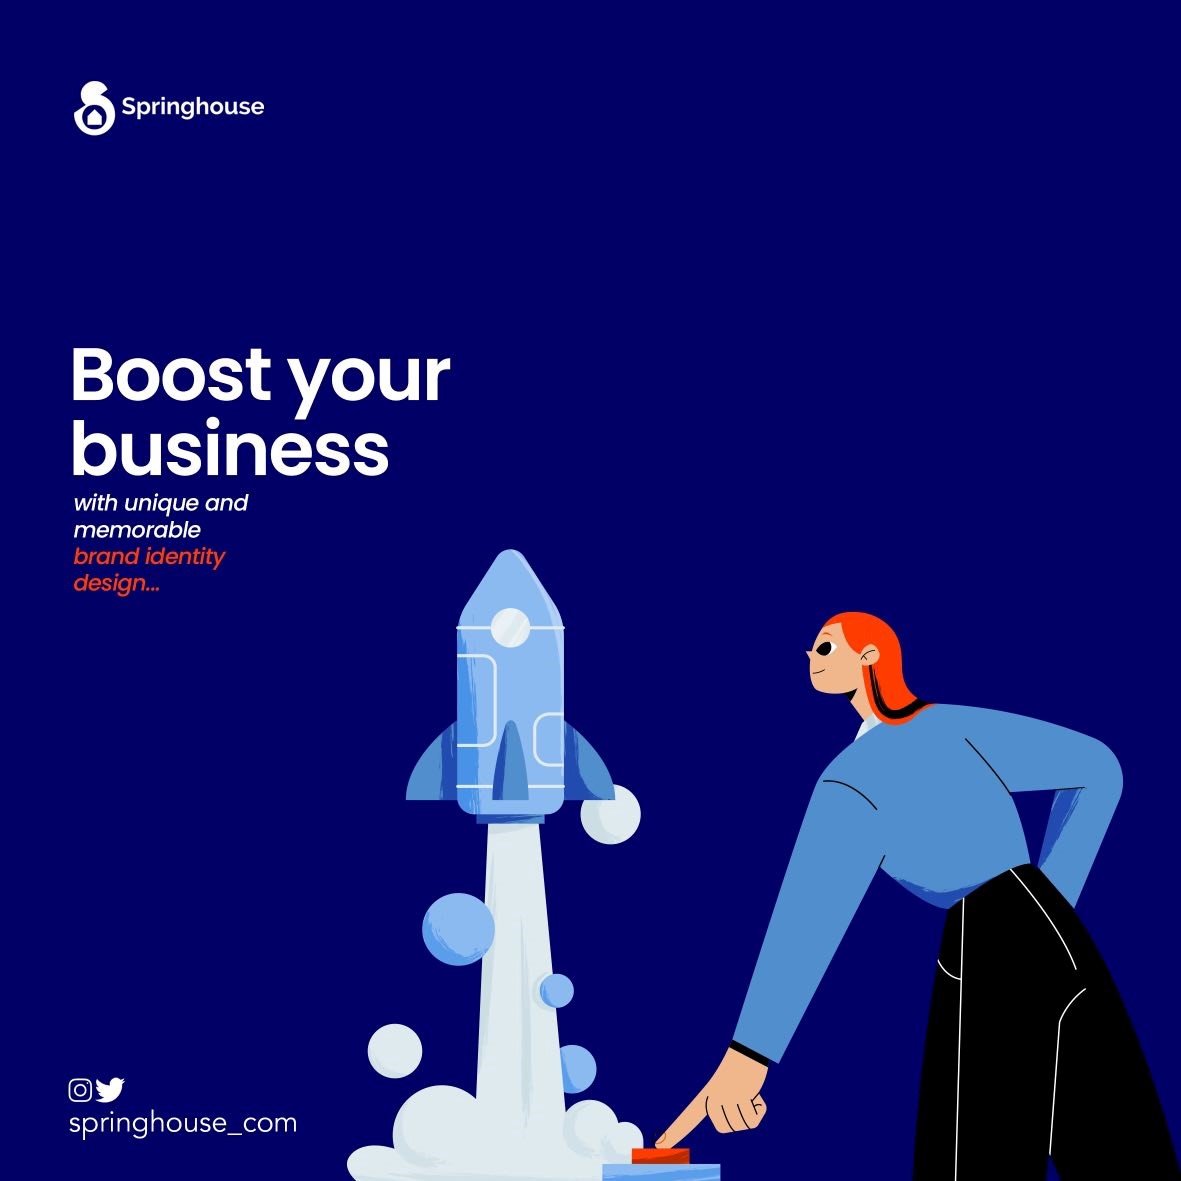 Springhouse
Boost your
business
with unique and
memorable
brand identity
design...
springhouse_com